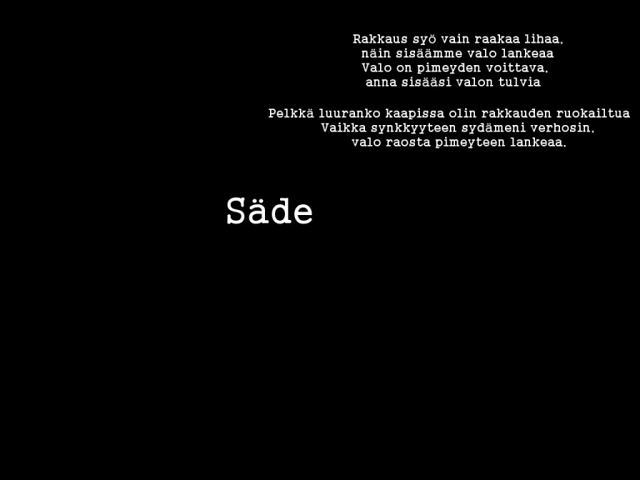 Rakkaus syö vain raakaa lihaa,
näin sisäämme valo lankeaa
Valo on pimeyden voittava,
anna sisääsi valon tulvia
Pelkkä luuranko kaapissa olin rakkauden ruokailtua
Vaikka synkkyyteen sydämeni verhosin,
valo raosta pimeyteen lankeaa.
Säde